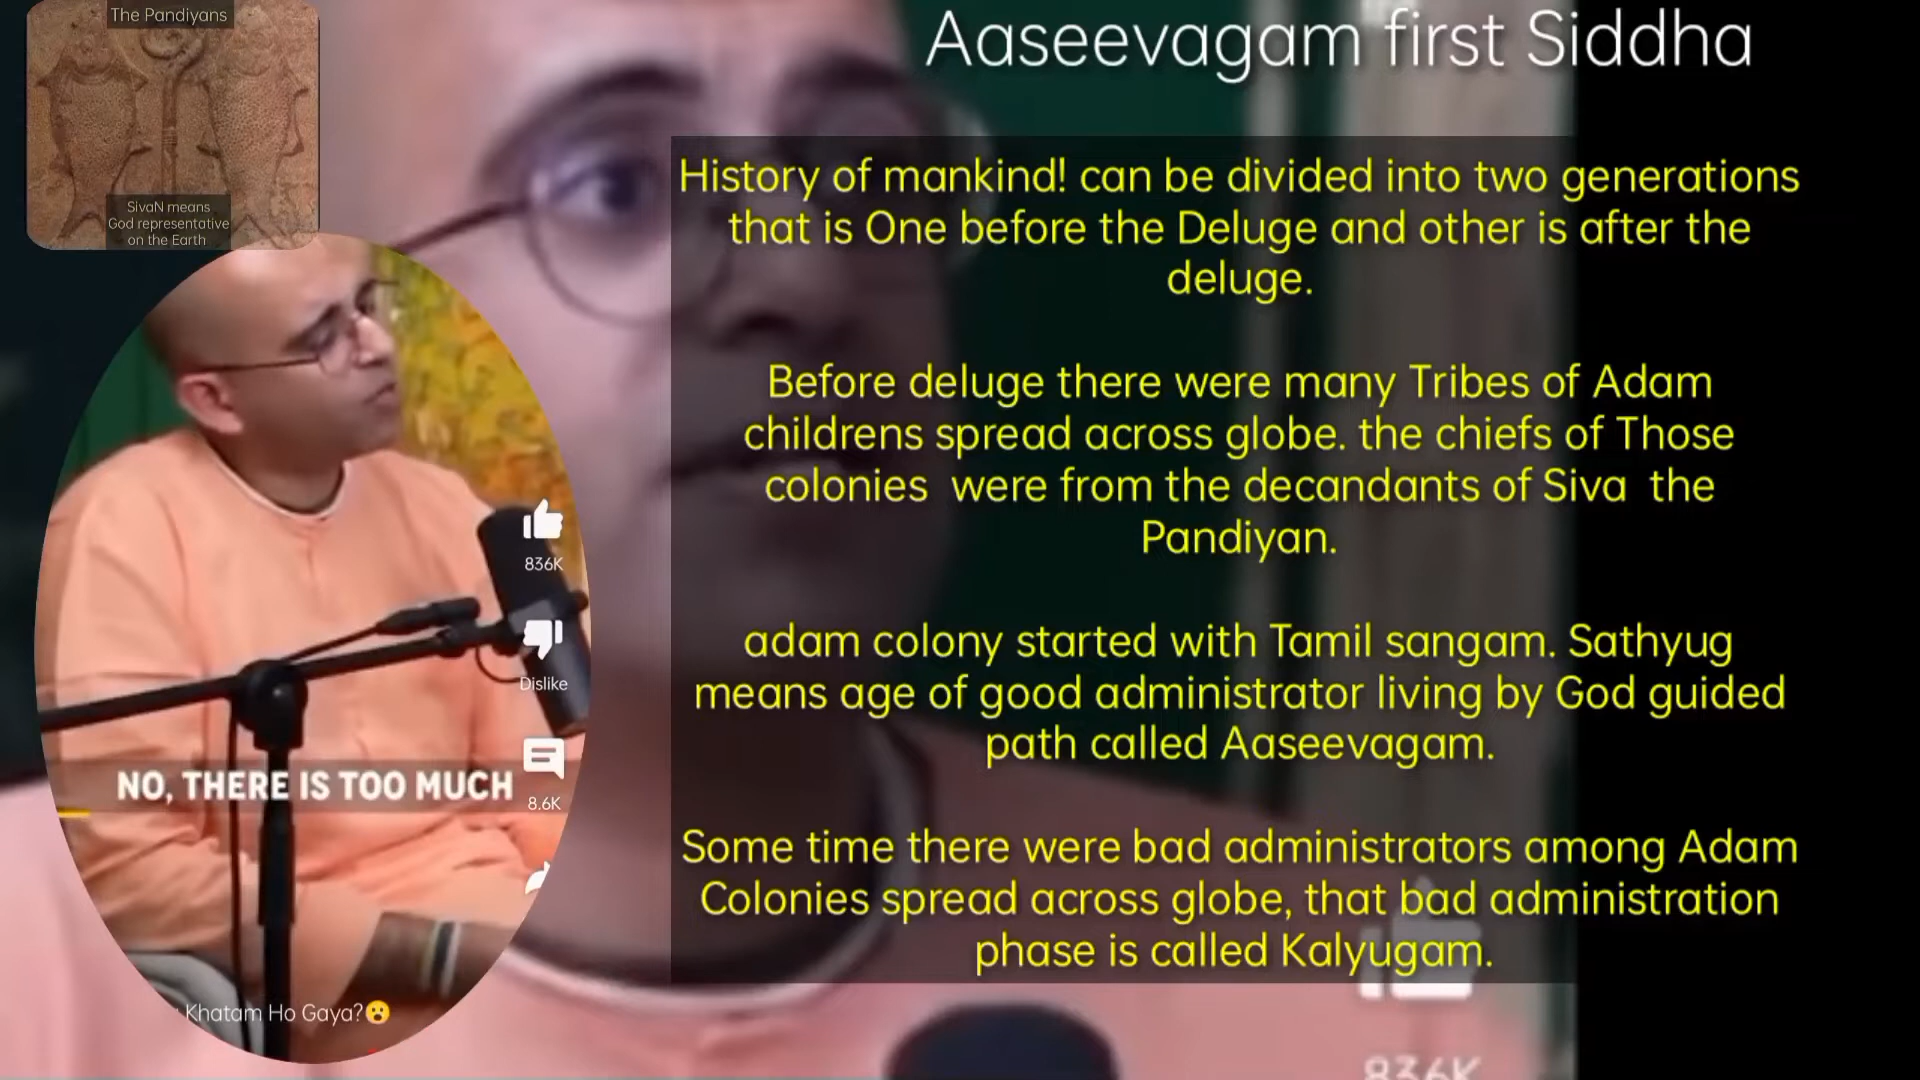 The Pandiyans
SivaN means
God representative
on the Earth
Aaseevagam first Siddha
History of mankind! can be divided into two generations
that is One before the Deluge and other is after the
deluge.
Before deluge there were many Tribes of Adam
childrens spread across globe. the chiefs of Those
colonies were from the decandants of Siva the
Pandiyan.
adam colony started with Tamil sangam. Sathyug
means age of good administrator living by God guided
path called Aaseevagam.
Some time there were bad administrators among Adam
Colonies spread across globe, that bad administration
phase is called Kalyugam.
836K
Dislike
8.6K
NO, THERE IS TOO MUCH
Khatam Ho Gaya?😮
836K